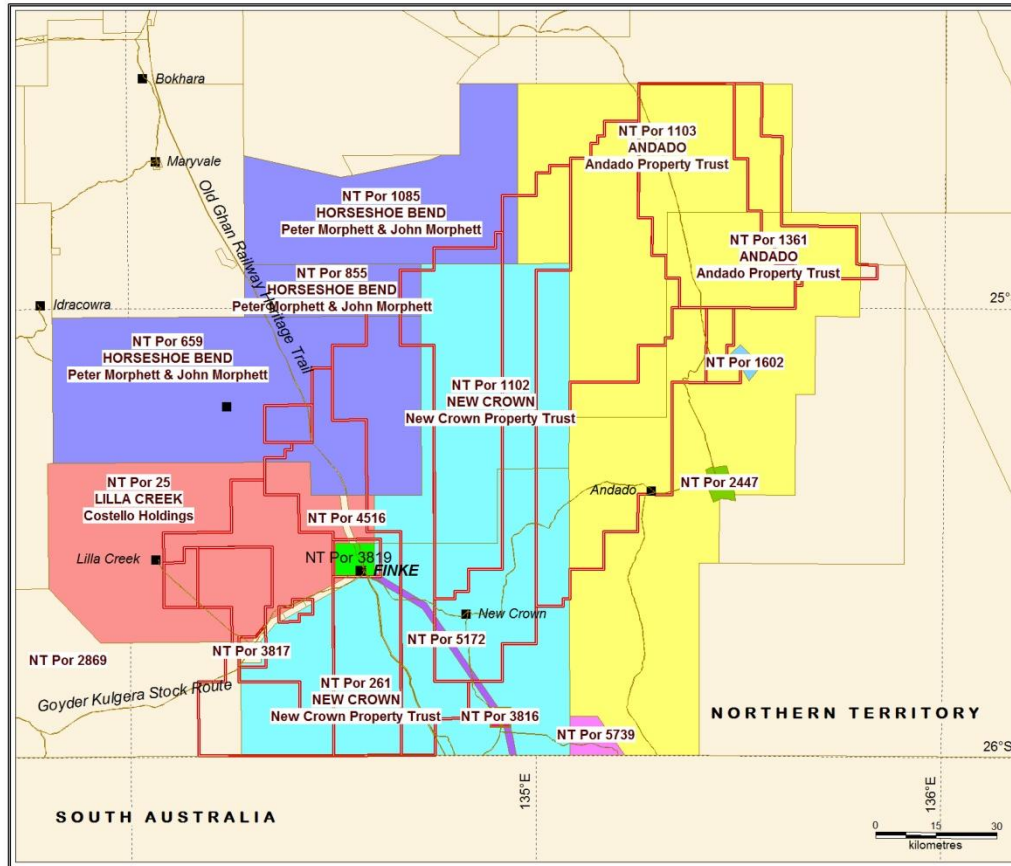 Bokhara
Maryvale
Old Ghan Railway Heritage Trail
NT Por 1103
ANDADO
Andado Property Trust
NT Por 1085
HORSESHOE BEND
Peter Morphett & John Morphett
NT Por 1361
ANDADO
Andado Property Trust
NT Por 855
HORSESHOE BEND
Peter Morphett & John Morphett
Idracowra
25°
NT Por 659
HORSESHOE BEND
Peter Morphett & John Morphett
NT Por 1602
NT Por 1102
NEW CROWN
New Crown Property Trust
NT Por 25
LILLA CREEK
Costello Holdings
NT Por 2447
Andado
NT Por 4516
NT Por 3819
Lilla Creek
FINKE
New Crown
NT Por 5172
NT Por 3817
NT Por 2869
Goyder Kulgera Stock Route
NT Por 261
NEW CROWN
New Crown Property Trust
NT Por 3816
NT Por 5739
NORTHERN TERRITORY
26°S
135°E
136°E
SOUTH AUSTRALIA
0 15 30
kilometres